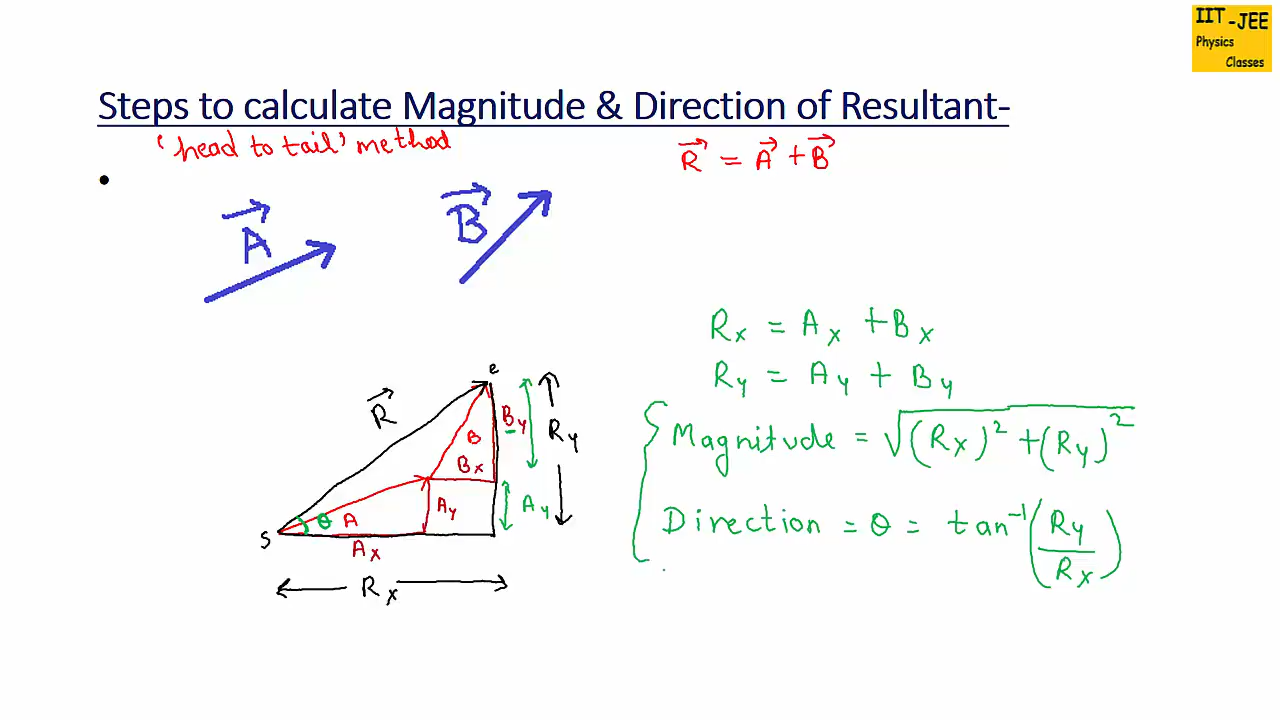 IIT-JEE
Physics
Classes
Steps to calculate Magnitude & Direction of Resultant-
'head to tail' method
R⃗ = A⃗ + B⃗
•
A⃗
B⃗
Rx = Ax + Bx
Ry = Ay + By
Magnitude = √(Rx)² + (Ry)²
Direction = θ = tan⁻¹(Ry/Rx)
e
R⃗
By
Ry
B
Bx
Ay
Ay
θ
A
s
Ax
Rx